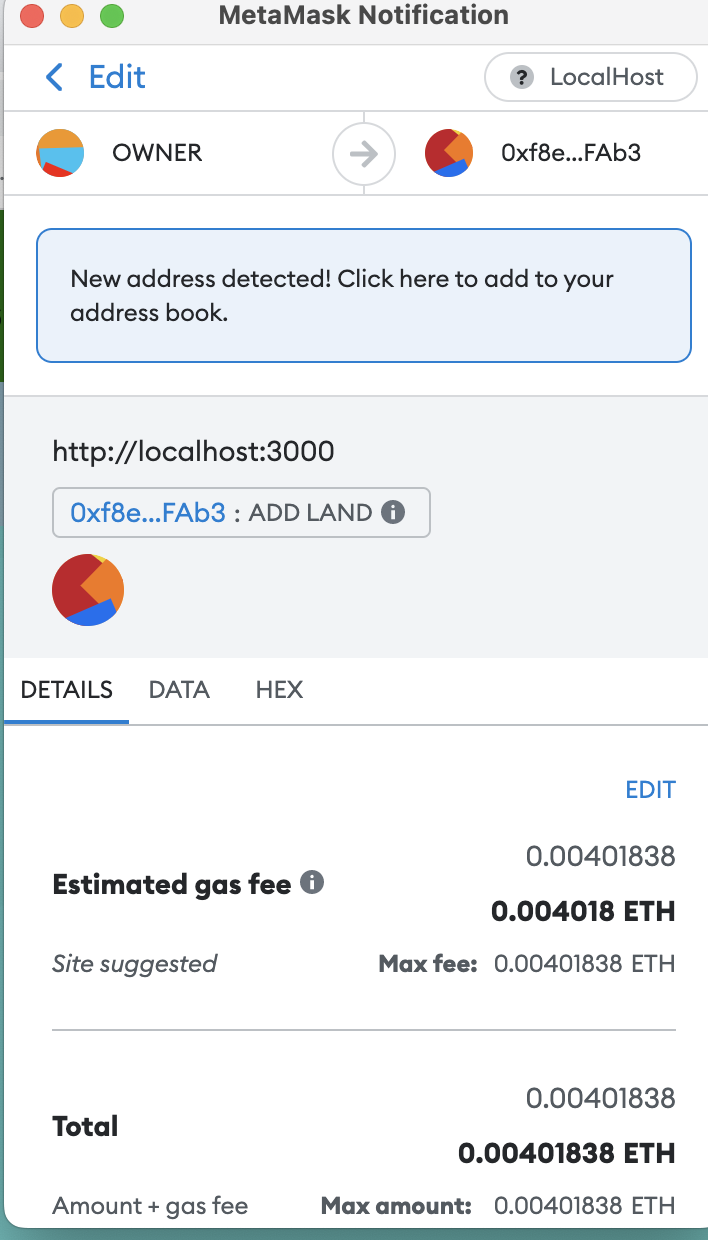 MetaMask Notification
Edit
? LocalHost
OWNER
0xf8e...FAb3
New address detected! Click here to add to your
address book.
http://localhost:3000
0xf8e...FAb3 : ADD LAND
DETAILS DATA HEX
EDIT
0.00401838
Estimated gas fee
0.004018 ETH
Site suggested
Max fee: 0.00401838 ETH
0.00401838
Total
0.00401838 ETH
Amount + gas fee
Max amount: 0.00401838 ETH